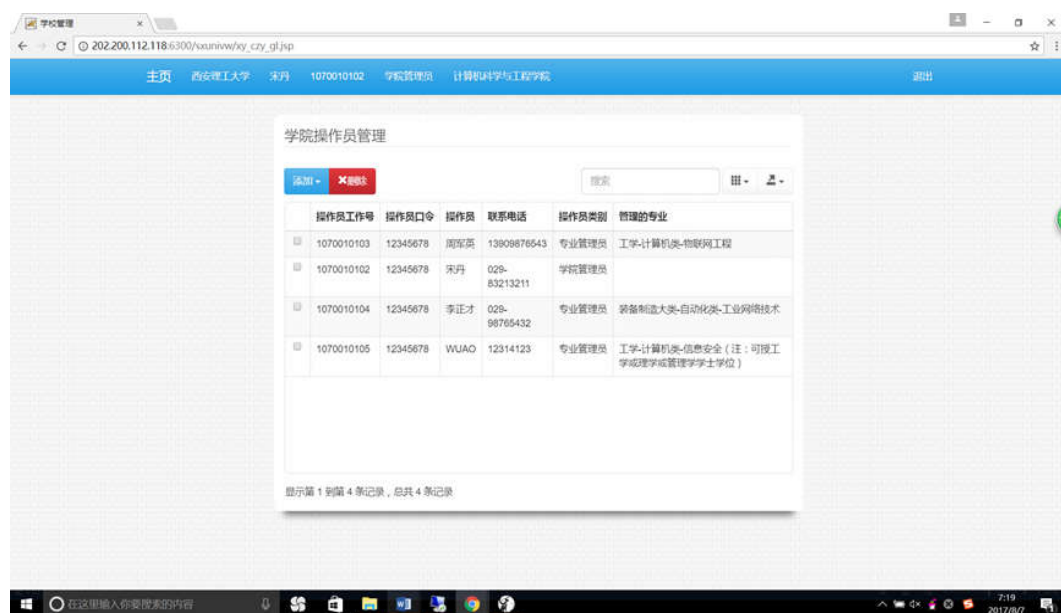 学校管理
202.200.112.118:6300/sxunivw/xy_czy_gl.jsp
主页 西安理工大学 宋丹 1070010102 学院管理员 计算机科学与工程学院 退出
学院操作员管理
添加 删除 搜索
操作员工作号 操作员口令 操作员 联系电话 操作员类别 管理的专业
1070010103 12345678 周军英 13909876543 专业管理员 工学-计算机类-物联网工程
1070010102 12345678 宋丹 029-
83213211 学院管理员
1070010104 12345678 李正才 029-
98765432 专业管理员 装备制造大类-自动化类-工业网络技术
1070010105 12345678 WUAO 12314123 专业管理员 工学-计算机类-信息安全（注：可授工
学或理学或管理学学士学位）
显示第 1 到第 4 条记录，总共 4 条记录
在这里输入你要搜索的内容
7:19
2017/8/7